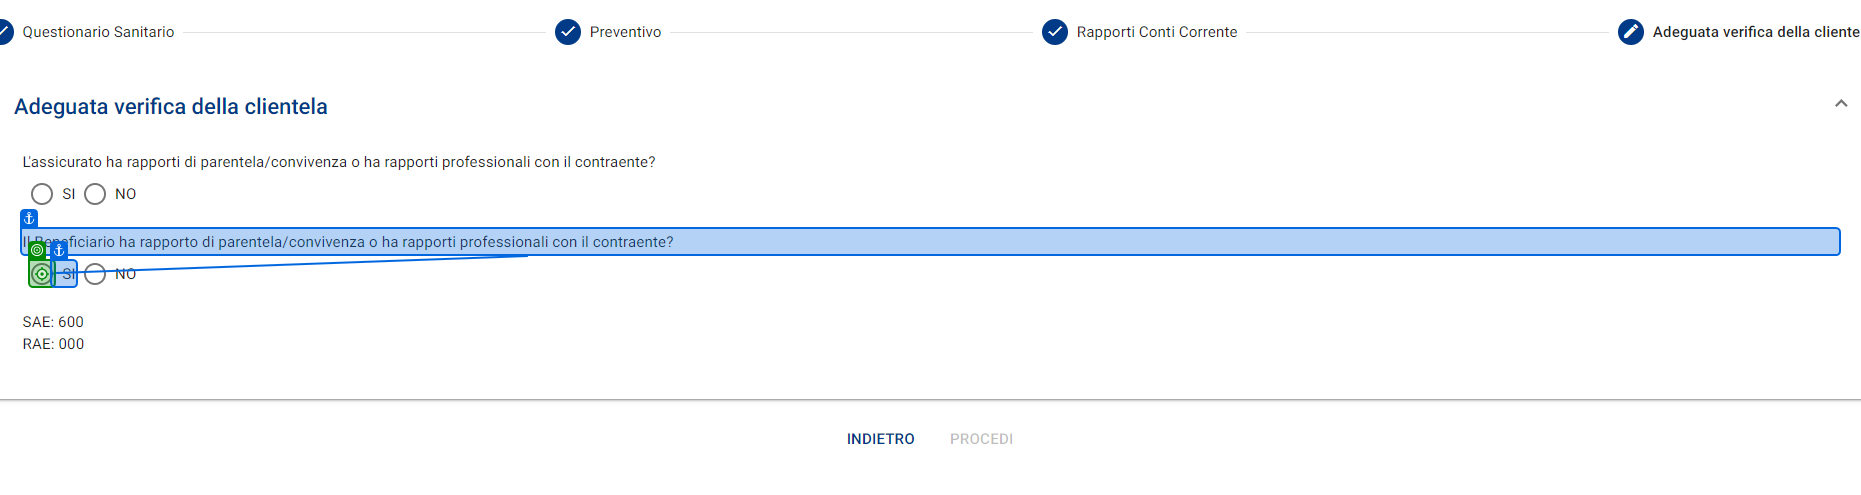 Questionario Sanitario Preventivo Rapporti Conti Corrente Adeguata verifica della cliente
Adeguata verifica della clientela
L'assicurato ha rapporti di parentela/convivenza o ha rapporti professionali con il contraente?
SI NO
Il Beneficiario ha rapporto di parentela/convivenza o ha rapporti professionali con il contraente?
SI NO
SAE: 600
RAE: 000
INDIETRO PROCEDI